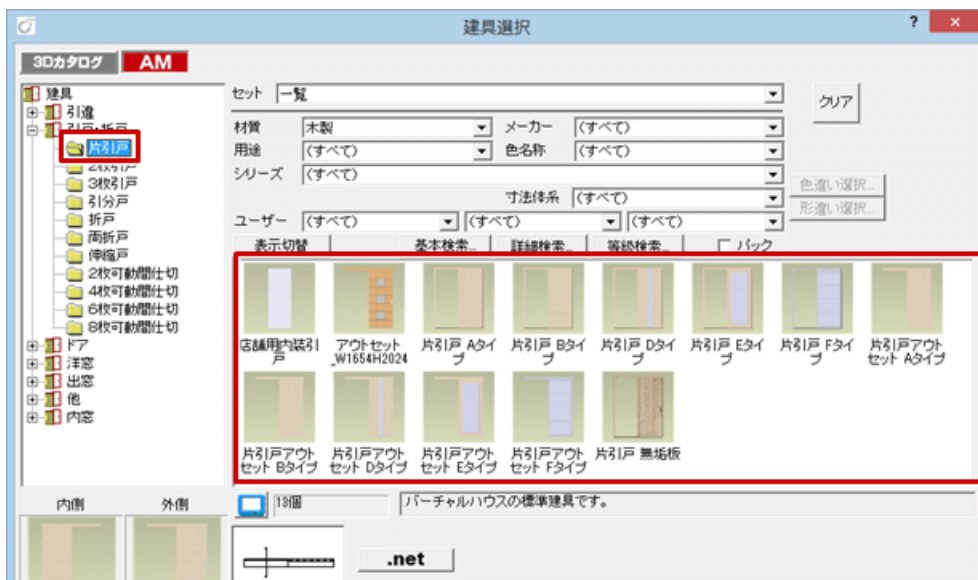 建具選択
?
×
3Dカタログ
AM
建具
引違
引戸・折戸
片引戸
2枚引戸
3枚引戸
引分戸
折戸
両折戸
伸縮戸
2枚可動間仕切
4枚可動間仕切
6枚可動間仕切
8枚可動間仕切
ドア
洋窓
出窓
他
内窓
セット 一覧
クリア
材質 木製 メーカー (すべて)
用途 (すべて) 色名称 (すべて)
シリーズ (すべて)
寸法体系 (すべて)
色違い選択...
形違い選択...
ユーザー (すべて) (すべて) (すべて)
表示切替 基本検索... 詳細検索... 等級検索... パック
店舗用内装引
戸
アウトセット
_W1654H2024
片引戸 Aタイ
プ
片引戸 Bタイ
プ
片引戸 Dタイ
プ
片引戸 Eタイ
プ
片引戸 Fタイ
プ
片引戸アウト
セット Aタイプ
片引戸アウト
セット Bタイプ
片引戸アウト
セット Dタイプ
片引戸アウト
セット Eタイプ
片引戸アウト
セット Fタイプ
片引戸 無垢板
内側 外側
13個
バーチャルハウスの標準建具です。
.net